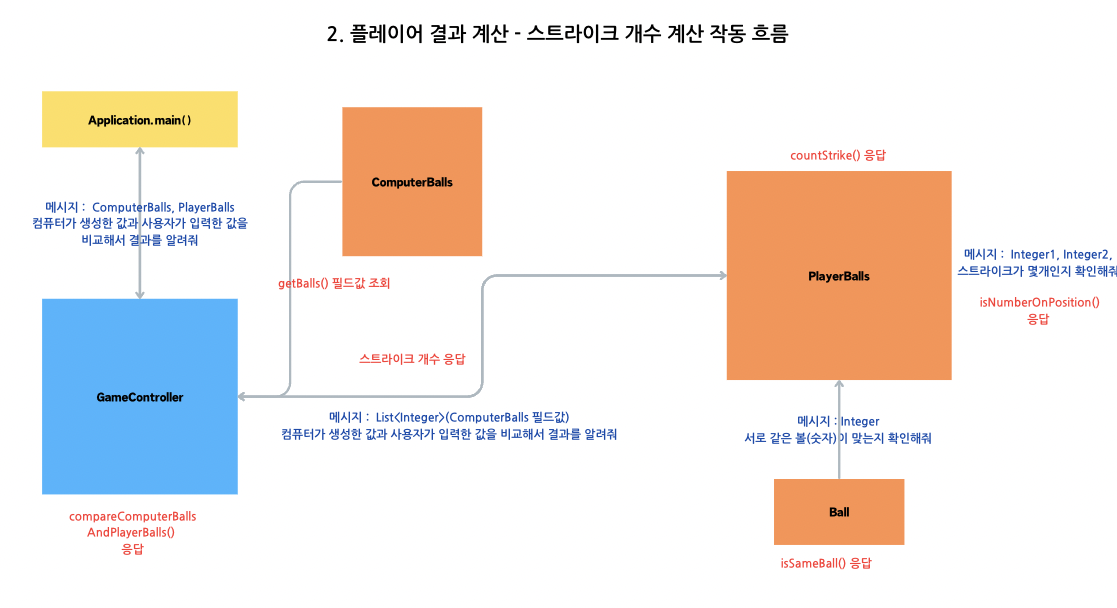 2. 플레이어 결과 계산 - 스트라이크 개수 계산 작동 흐름
Application.main()
메시지 : ComputerBalls, PlayerBalls
컴퓨터가 생성한 값과 사용자가 입력한 값을
비교해서 결과를 알려줘
GameController
compareComputerBalls
AndPlayerBalls()
응답
ComputerBalls
getBalls() 필드값 조회
스트라이크 개수 응답
메시지 : List<Integer>(ComputerBalls 필드값)
컴퓨터가 생성한 값과 사용자가 입력한 값을 비교해서 결과를 알려줘
countStrike() 응답
PlayerBalls
메시지 : Integer1, Integer2,
스트라이크가 몇개인지 확인해줘
isNumberOnPosition()
응답
메시지 : Integer
서로 같은 볼(숫자)이 맞는지 확인해줘
Ball
isSameBall() 응답